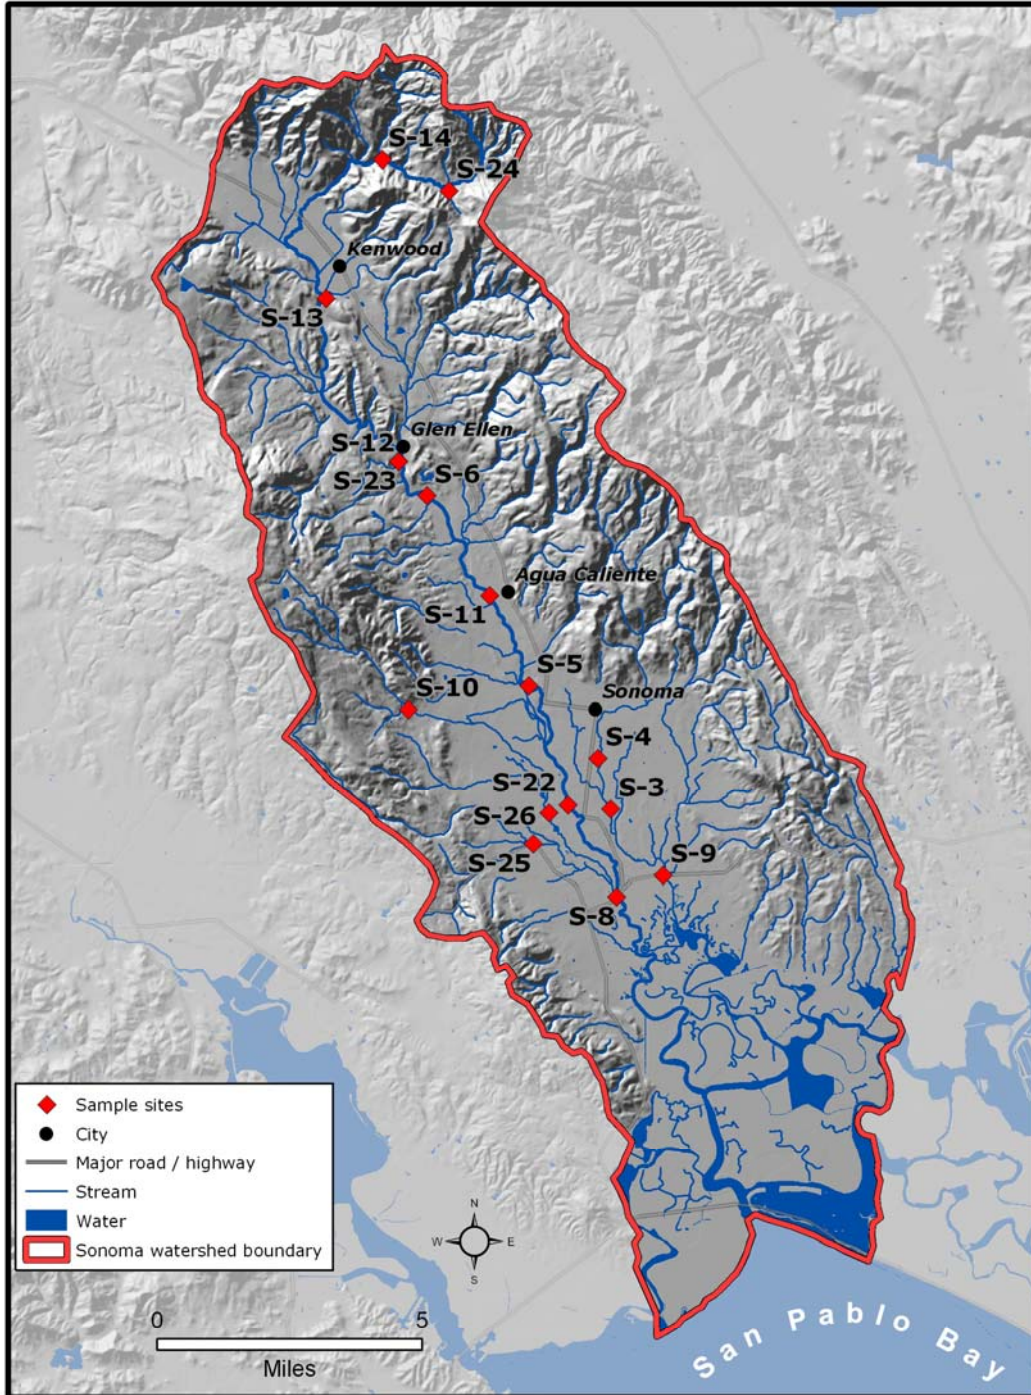 S-14
S-24
Kenwood
S-13
Glen Ellen
S-12
S-23
S-6
Agua Caliente
S-11
S-5
S-10
Sonoma
S-4
S-22
S-3
S-26
S-25
S-9
S-8
Sample sites
City
Major road / highway
Stream
Water
Sonoma watershed boundary
N
W
E
S
0
5
Miles
San Pablo Bay